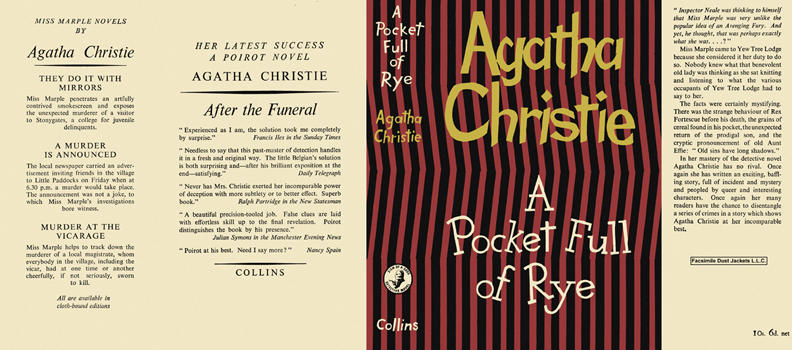 MISS MARPLE NOVELS
BY
Agatha Christie
THEY DO IT WITH
MIRRORS
Miss Marple penetrates an artfully
contrived smokescreen and exposes
the unexpected murderer of a visitor
to Stonygates, a college for juvenile
delinquents.
A MURDER
IS ANNOUNCED
The local newspaper carried an adver-
tisement inviting friends in the village
to Little Paddocks on Friday when at
6.30 p.m. a murder would take place.
The announcement was not a joke, to
which Miss Marple's investigations
bore witness.
MURDER AT THE
VICARAGE
Miss Marple helps to track down the
murderer of a local magistrate, whom
everybody in the village, including the
vicar, had at one time or another
cheerfully, if not seriously, sworn
to kill.
All are available in
cloth-bound editions
HER LATEST SUCCESS
A POIROT NOVEL
AGATHA CHRISTIE
After the Funeral
" Experienced as I am, the solution took me completely
by surprise." Francis Iles in the Sunday Times
" Needless to say that this past-master of detection handles
it in a fresh and original way. The little Belgian's solution
is both surprising and—after his brilliant exposition at the
end—satisfying." Daily Telegraph
" Never has Mrs. Christie exerted her incomparable power
of deception with more subtlety or to better effect. Superb
book." Ralph Partridge in the New Statesman
" A beautiful precision-tooled job. False clues are laid
with effortless skill up to the final revelation. Poirot
distinguishes the book by his presence."
Julian Symons in the Manchester Evening News
" Poirot at his best. Need I say more ? " Nancy Spain
COLLINS
A
Pocket
Full
of
Rye
Agatha
Christie
Collins
Agatha
Christie
A
Pocket Full
of Rye
" Inspector Neale was thinking to himself
that Miss Marple was very unlike the
popular idea of an Avenging Fury. And
yet, he thought, that was perhaps exactly
what she was. . . . ? "
Miss Marple came to Yew Tree Lodge
because she considered it her duty to do
so. Nobody knew what that benevolent
old lady was thinking as she sat knitting
and listening to what the various
occupants of Yew Tree Lodge had to
say to her.
The facts were certainly mystifying.
There was the strange behaviour of Rex
Fortescue before his death, the grains of
cereal found in his pocket, the unexpected
return of the prodigal son, and the
cryptic pronouncement of old Aunt
Effie: " Old sins have long shadows."
In her mastery of the detective novel
Agatha Christie has no rival. Once
again she has written an exciting, baffl-
ing story, full of incident and mystery
and peopled by queer and interesting
characters. Once again her many
readers have the chance to disentangle
a series of crimes in a story which shows
Agatha Christie at her incomparable
best.
Facsimile Dust Jackets L.L.C.
10s. 6d. net